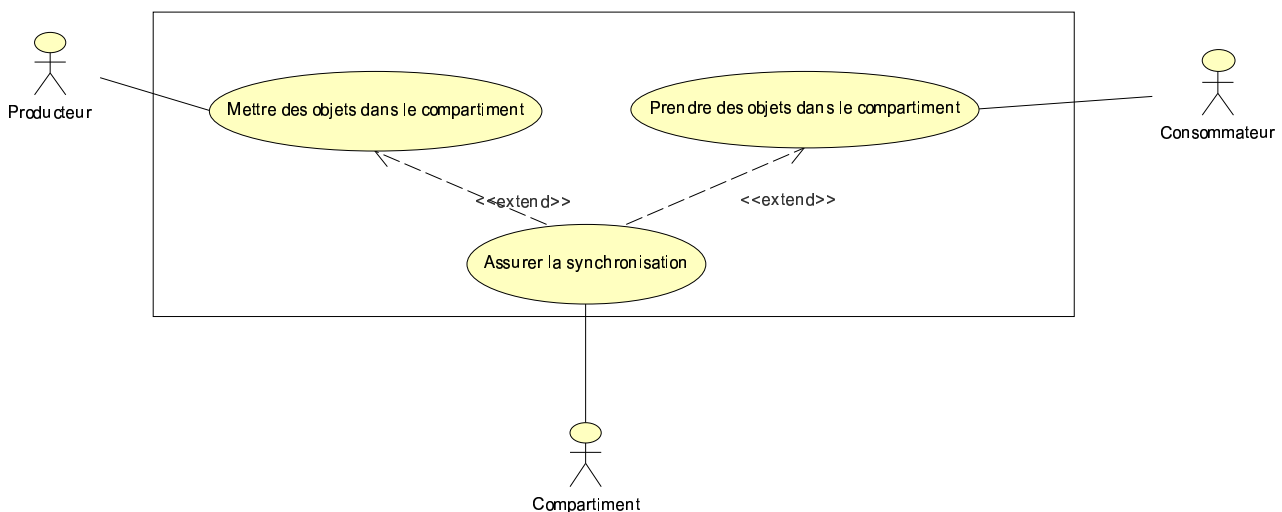 Producteur
Mettre des objets dans le compartiment
Prendre des objets dans le compartiment
Consommateur
<<extend>>
<<extend>>
Assurer la synchronisation
Compartiment